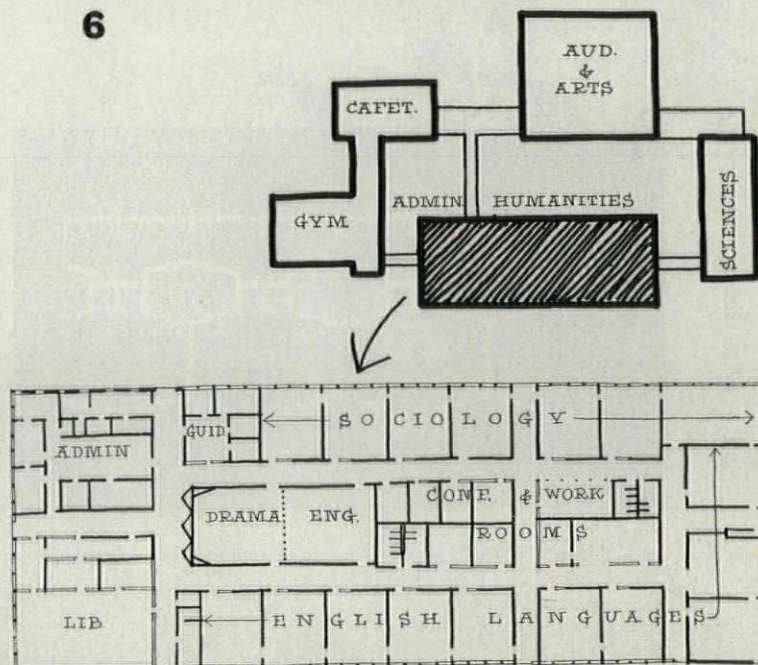 6
AUD.
&
ARTS
CAFET.
SCIENCES
ADMIN HUMANITIES
GYM
SOCIOLOGY
GUID
ADMIN
CONF. & WORK
DRAMA ENG.
ROOMS
LIB
ENGLISH LANGUAGES